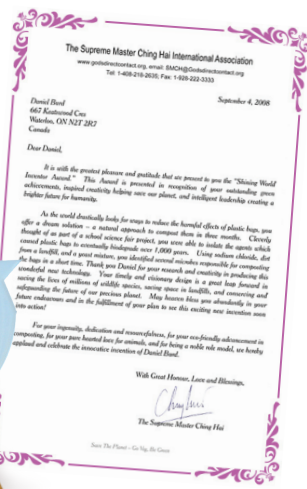 The Supreme Master Ching Hai International Association
www.godsdirectcontact.org, email: SMCH@Godsdirectcontact.org
Tel: 1-408-218-2630; Fax: 1-928-222-3333
September 4, 2008
Daniel Burd
667 Keatswood Cres
Waterloo, ON N2T 2R7
Canada
Dear Daniel,
It is with the greatest pleasure and gratitude that we present to you the "Shining World
Inventor Award." This Award is presented in recognition of your outstanding green
achievements, inspired creativity helping save our planet, and intelligent leadership creating a
brighter future for humanity.
As the world drastically looks for ways to reduce the harmful effects of plastic bags, you
offer a dream solution – a natural approach to compost them in three months. Cleverly
thought of as part of a school science fair project, you were able to isolate the agents which
caused plastic bags to eventually biodegrade over 1,000 years. Using sodium chloride, dirt
from a landfill, and a yeast mixture, you identified several microbes responsible for composting
the bags in a short time. Thank you Daniel for your research and creativity in producing this
wonderful new technology. Your timely and visionary design is a great leap forward in
saving the lives of millions of wildlife species, saving space in landfills, and conserving and
safeguarding the future of our precious planet. May heaven bless you abundantly in your
future endeavours and in the fulfillment of your plan to see this exciting new invention soon
into action!
For your ingenuity, dedication and resourcefulness, for your eco-friendly advancement in
composting, for your pure hearted love for animals, and for being a noble role model, we hereby
applaud and celebrate the innovative invention of Daniel Burd.
With Great Honour, Love and Blessings,
The Supreme Master Ching Hai
Save The Planet – Go Veg, Be Green